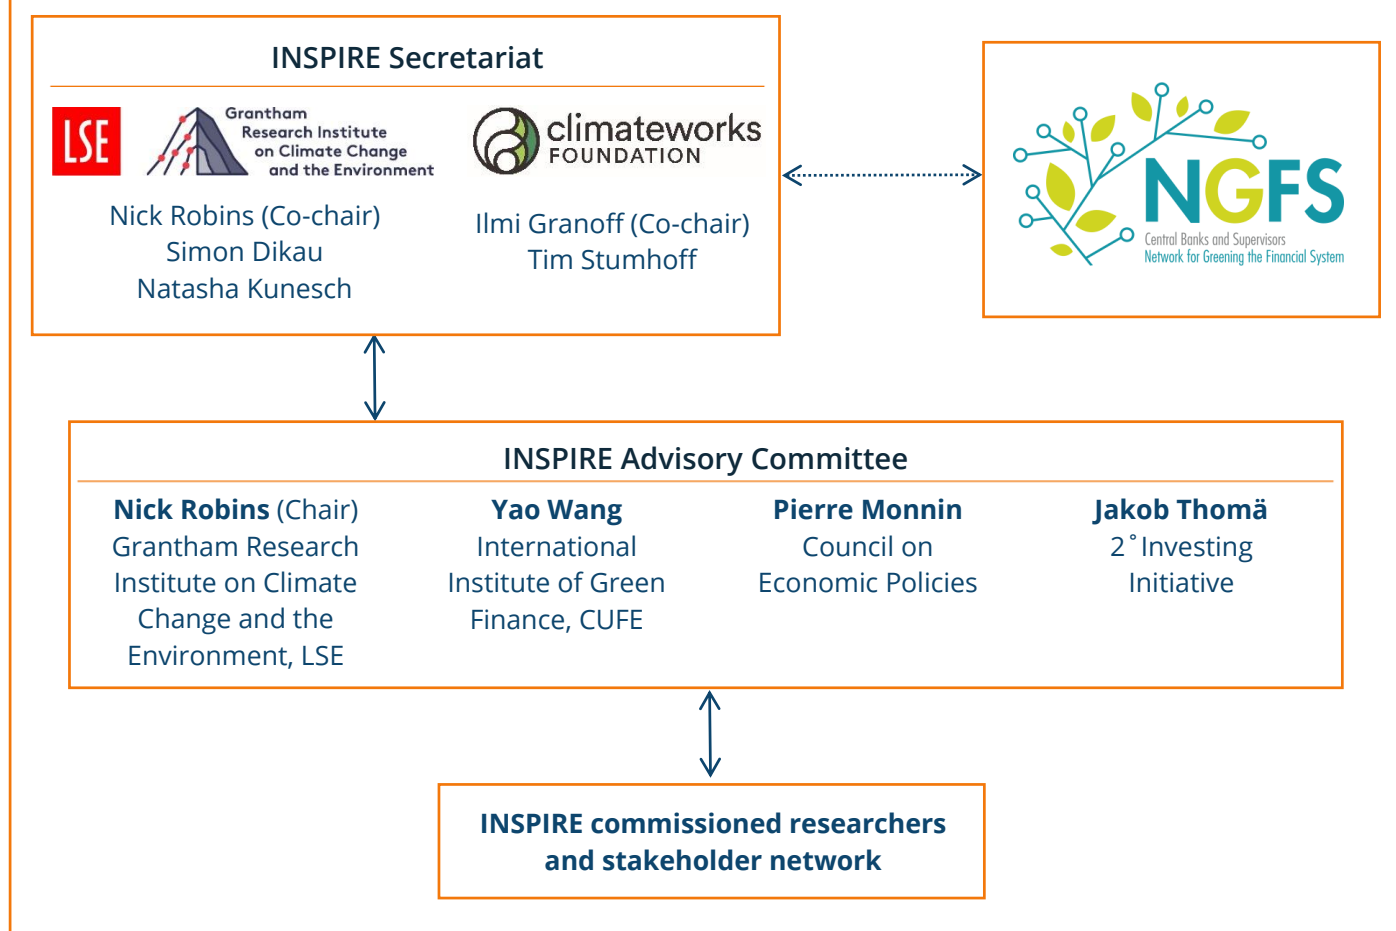 INSPIRE Secretariat
LSE
Grantham
Research Institute
on Climate Change
and the Environment
climateworks
FOUNDATION
Nick Robins (Co-chair)
Simon Dikau
Natasha Kunesch
Ilmi Granoff (Co-chair)
Tim Stumhoff
NGFS
Central Banks and Supervisors
Network for Greening the Financial System
INSPIRE Advisory Committee
Nick Robins (Chair)
Grantham Research
Institute on Climate
Change and the
Environment, LSE
Yao Wang
International
Institute of Green
Finance, CUFE
Pierre Monnin
Council on
Economic Policies
Jakob Thomä
2˚Investing
Initiative
INSPIRE commissioned researchers
and stakeholder network